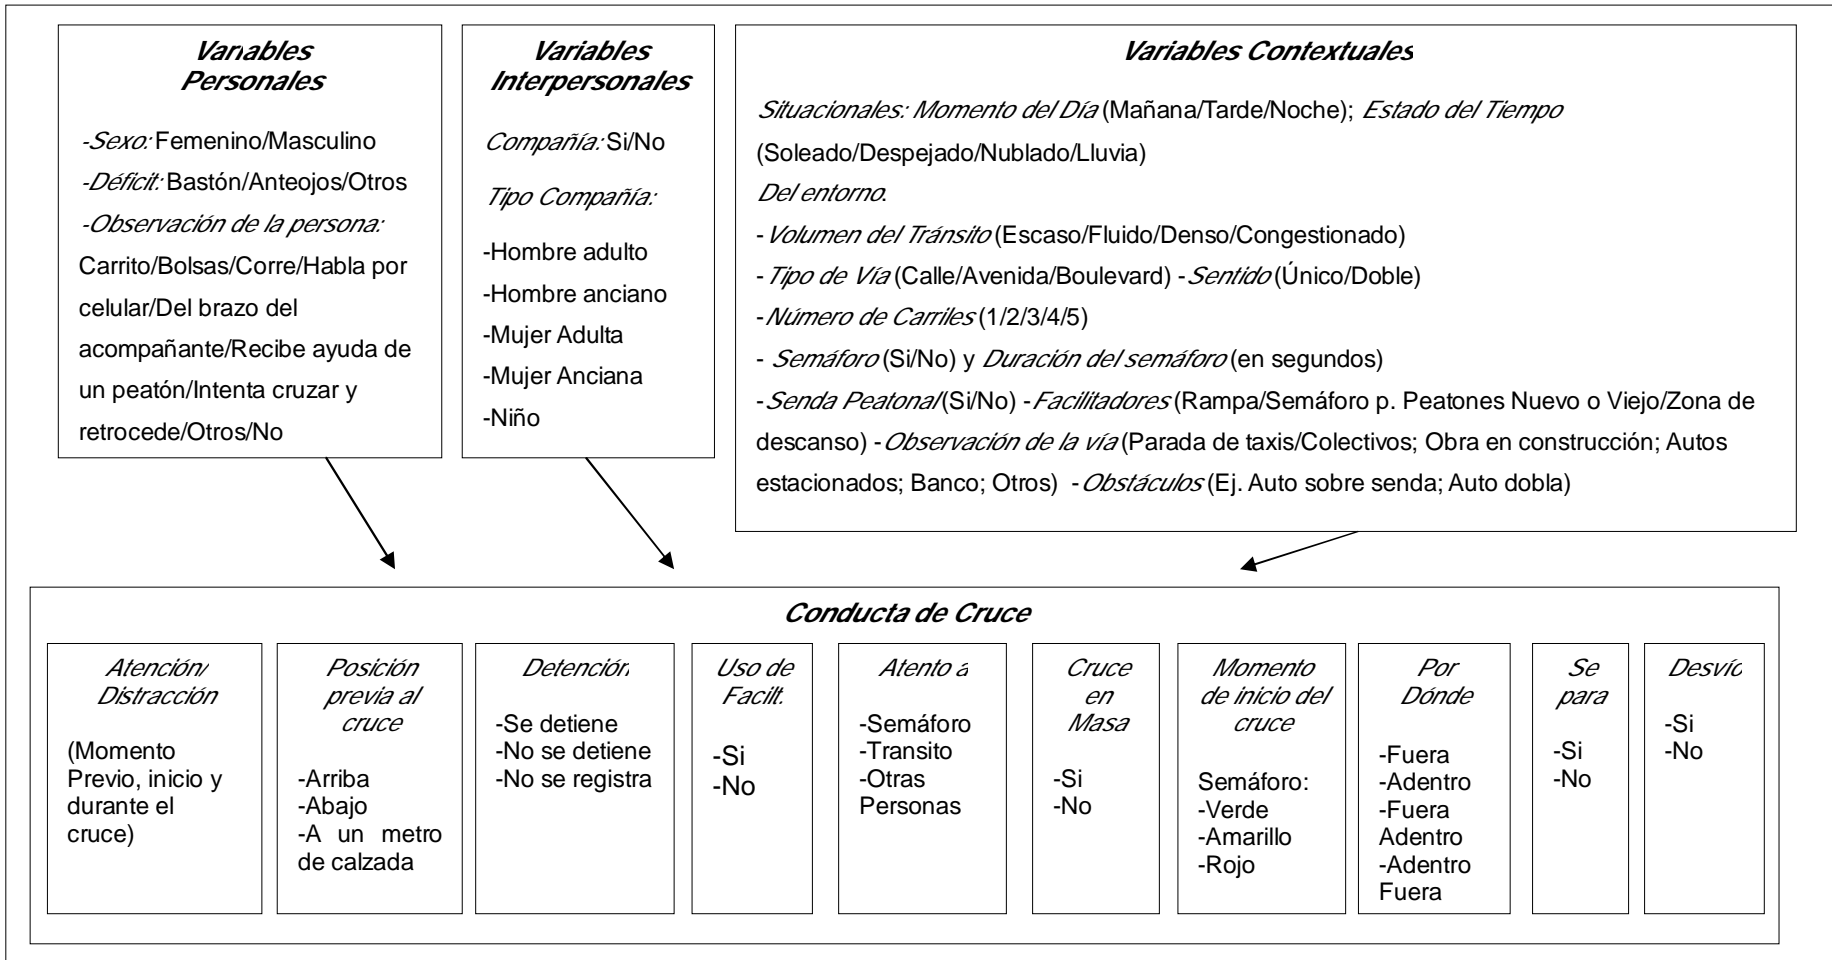 Variables
Personales
-Sexo: Femenino/Masculino
-Déficit: Bastón/Anteojos/Otros
-Observación de la persona:
Carrito/Bolsas/Corre/Habla por
celular/Del brazo del
acompañante/Recibe ayuda de
un peatón/Intenta cruzar y
retrocede/Otros/No
Variables
Interpersonales
Compañía: Si/No
Tipo Compañía:
-Hombre adulto
-Hombre anciano
-Mujer Adulta
-Mujer Anciana
-Niño
Variables Contextuales
Situacionales: Momento del Día (Mañana/Tarde/Noche); Estado del Tiempo
(Soleado/Despejado/Nublado/Lluvia)
Del entorno:
- Volumen del Tránsito (Escaso/Fluido/Denso/Congestionado)
- Tipo de Vía (Calle/Avenida/Boulevard) - Sentido (Único/Doble)
- Número de Carriles (1/2/3/4/5)
- Semáforo (Si/No) y Duración del semáforo (en segundos)
- Senda Peatonal (Si/No) - Facilitadores (Rampa/Semáforo p. Peatones Nuevo o Viejo/Zona de
descanso) - Observación de la vía (Parada de taxis/Colectivos; Obra en construcción; Autos
estacionados; Banco; Otros) - Obstáculos (Ej. Auto sobre senda; Auto dobla)
Conducta de Cruce
Atención/
Distracción
(Momento
Previo, inicio y
durante el
cruce)
Posición
previa al
cruce
-Arriba
-Abajo
-A un metro
de calzada
Detención
-Se detiene
-No se detiene
-No se registra
Uso de
Facilt.
-Si
-No
Atento a
-Semáforo
-Transito
-Otras
Personas
Cruce
en
Masa
-Si
-No
Momento
de inicio del
cruce
Semáforo:
-Verde
-Amarillo
-Rojo
Por
Dónde
-Fuera
-Adentro
-Fuera
Adentro
-Adentro
Fuera
Se
para
-Si
-No
Desvío
-Si
-No